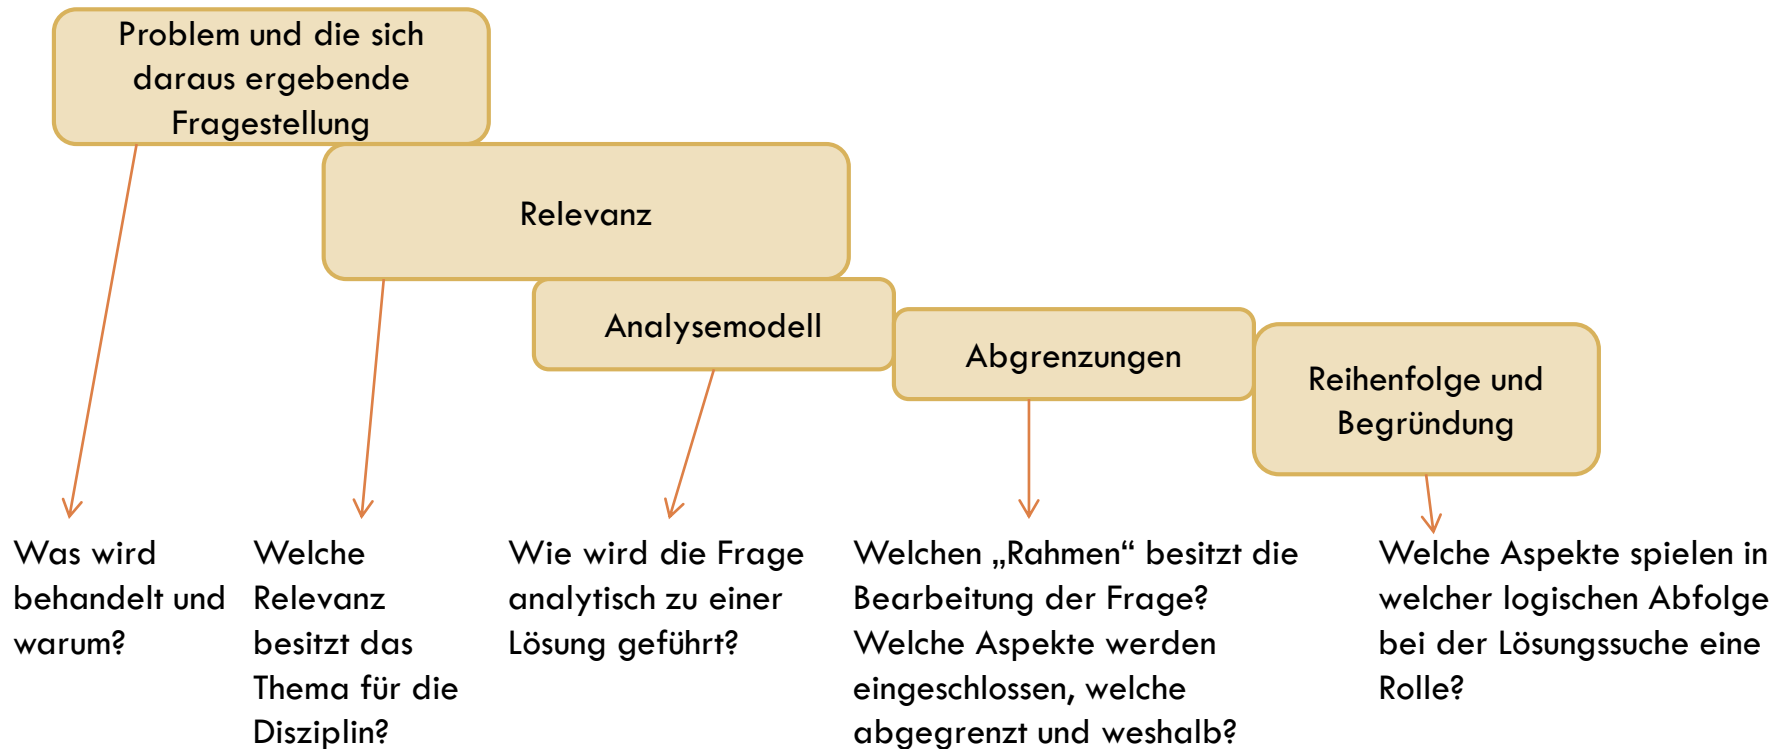 Problem und die sich
daraus ergebende
Fragestellung
Relevanz
Analysemodell
Abgrenzungen
Reihenfolge und
Begründung
Was wird
behandelt und
warum?
Welche
Relevanz
besitzt das
Thema für die
Disziplin?
Wie wird die Frage
analytisch zu einer
Lösung geführt?
Welchen „Rahmen“ besitzt die
Bearbeitung der Frage?
Welche Aspekte werden
eingeschlossen, welche
abgegrenzt und weshalb?
Welche Aspekte spielen in
welcher logischen Abfolge
bei der Lösungssuche eine
Rolle?